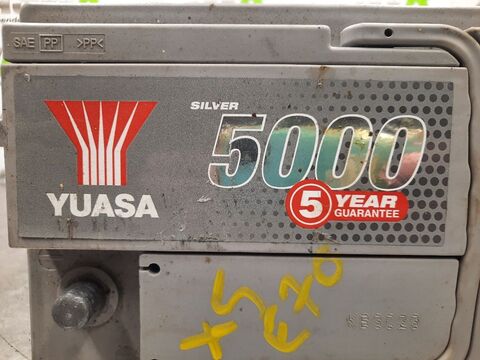 SAE PP >PP<
SILVER
5000
YUASA
5 YEAR
GUARANTEE